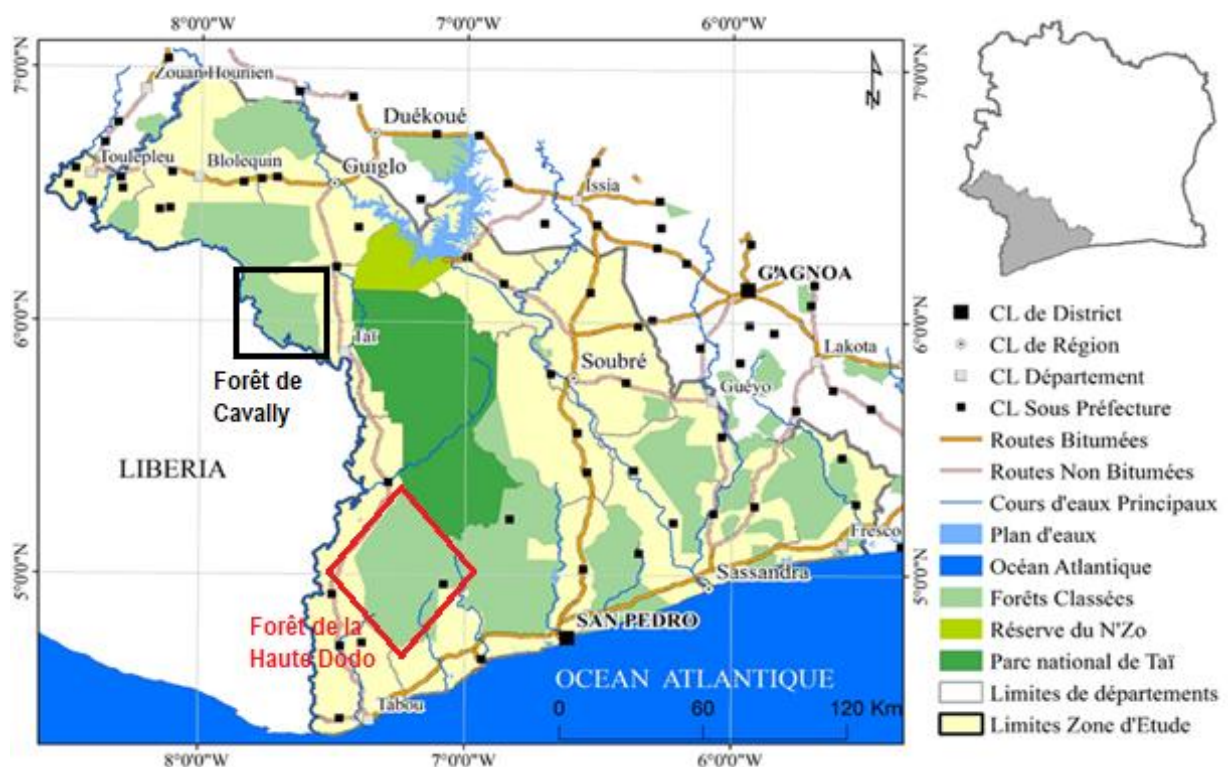 8°0'0"W 7°0'0"W 6°0'0"W
7°0'0"N
7°0'0"N
N
Zouan Hounien
Duékoué
Toulepleu
Blolequin
Guiglo
Issia
GAGNOA
6°0'0"N
6°0'0"N
Taï
Lakota
Soubré
Guéyo
Forêt de
Cavally
LIBERIA
Fresco
5°0'0"N
5°0'0"N
Sassandra
Forêt de la
Haute Dodo
SAN PEDRO
OCEAN ATLANTIQUE
Tabou
0 60 120 Km
8°0'0"W 7°0'0"W 6°0'0"W
CL de District
CL de Région
CL Département
CL Sous Préfecture
Routes Bitumées
Routes Non Bitumées
Cours d'eaux Principaux
Plan d'eaux
Océan Atlantique
Forêts Classées
Réserve du N'Zo
Parc national de Taï
Limites de départements
Limites Zone d'Etude